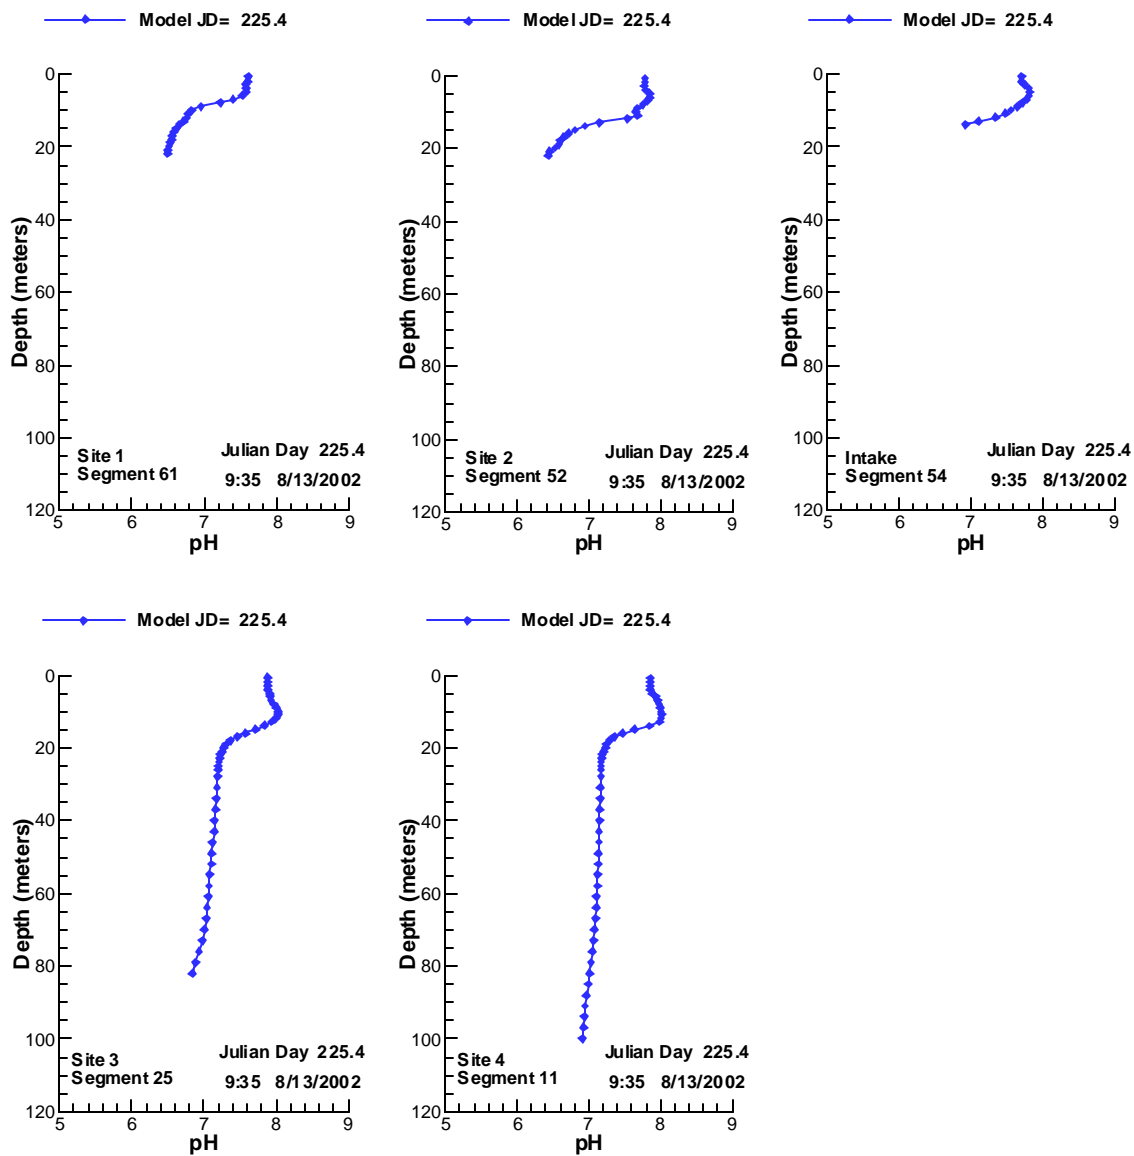 Model JD= 225.4
0
20
40
60
80
100
120
Depth (meters)
Site 1
Segment 61
Julian Day 225.4
9:35 8/13/2002
5 6 7 8 9
pH
Model JD= 225.4
0
20
40
60
80
100
120
Depth (meters)
Site 2
Segment 52
Julian Day 225.4
9:35 8/13/2002
5 6 7 8 9
pH
Model JD= 225.4
0
20
40
60
80
100
120
Depth (meters)
Intake
Segment 54
Julian Day 225.4
9:35 8/13/2002
5 6 7 8 9
pH
Model JD= 225.4
0
20
40
60
80
100
120
Depth (meters)
Site 3
Segment 25
Julian Day 225.4
9:35 8/13/2002
5 6 7 8 9
pH
Model JD= 225.4
0
20
40
60
80
100
120
Depth (meters)
Site 4
Segment 11
Julian Day 225.4
9:35 8/13/2002
5 6 7 8 9
pH